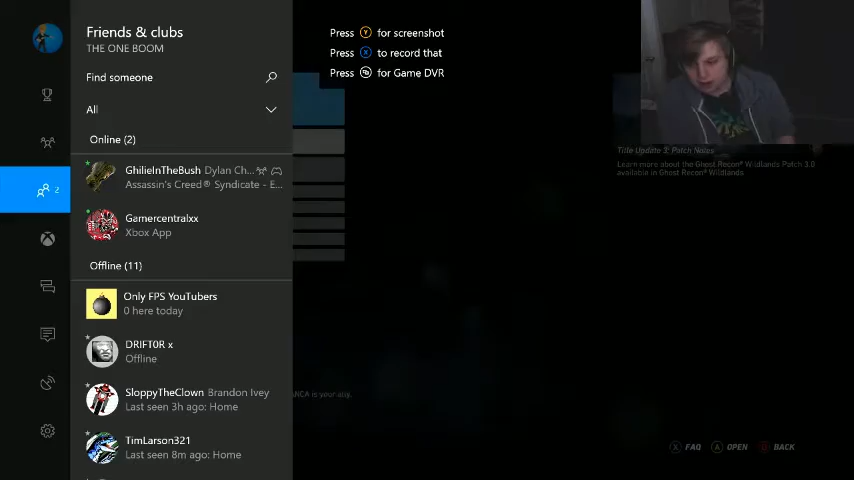 Friends & clubs
THE ONE BOOM
Find someone
All
Online (2)
GhilieInTheBush Dylan Ch...
Assassin's Creed® Syndicate - E...
Gamercentralxx
Xbox App
Offline (11)
Only FPS YouTubers
0 here today
DRIFT0R x
Offline
SloppyTheClown Brandon Ivey
Last seen 3h ago: Home
TimLarson321
Last seen 8m ago: Home
2
Press Y for screenshot
Press X to record that
Press for Game DVR
Title Update 3: Patch Notes
Learn more about the Ghost Recon® Wildlands Patch 3.0
available in Ghost Recon® Wildlands
is your ally.
X FAQ A OPEN BACK